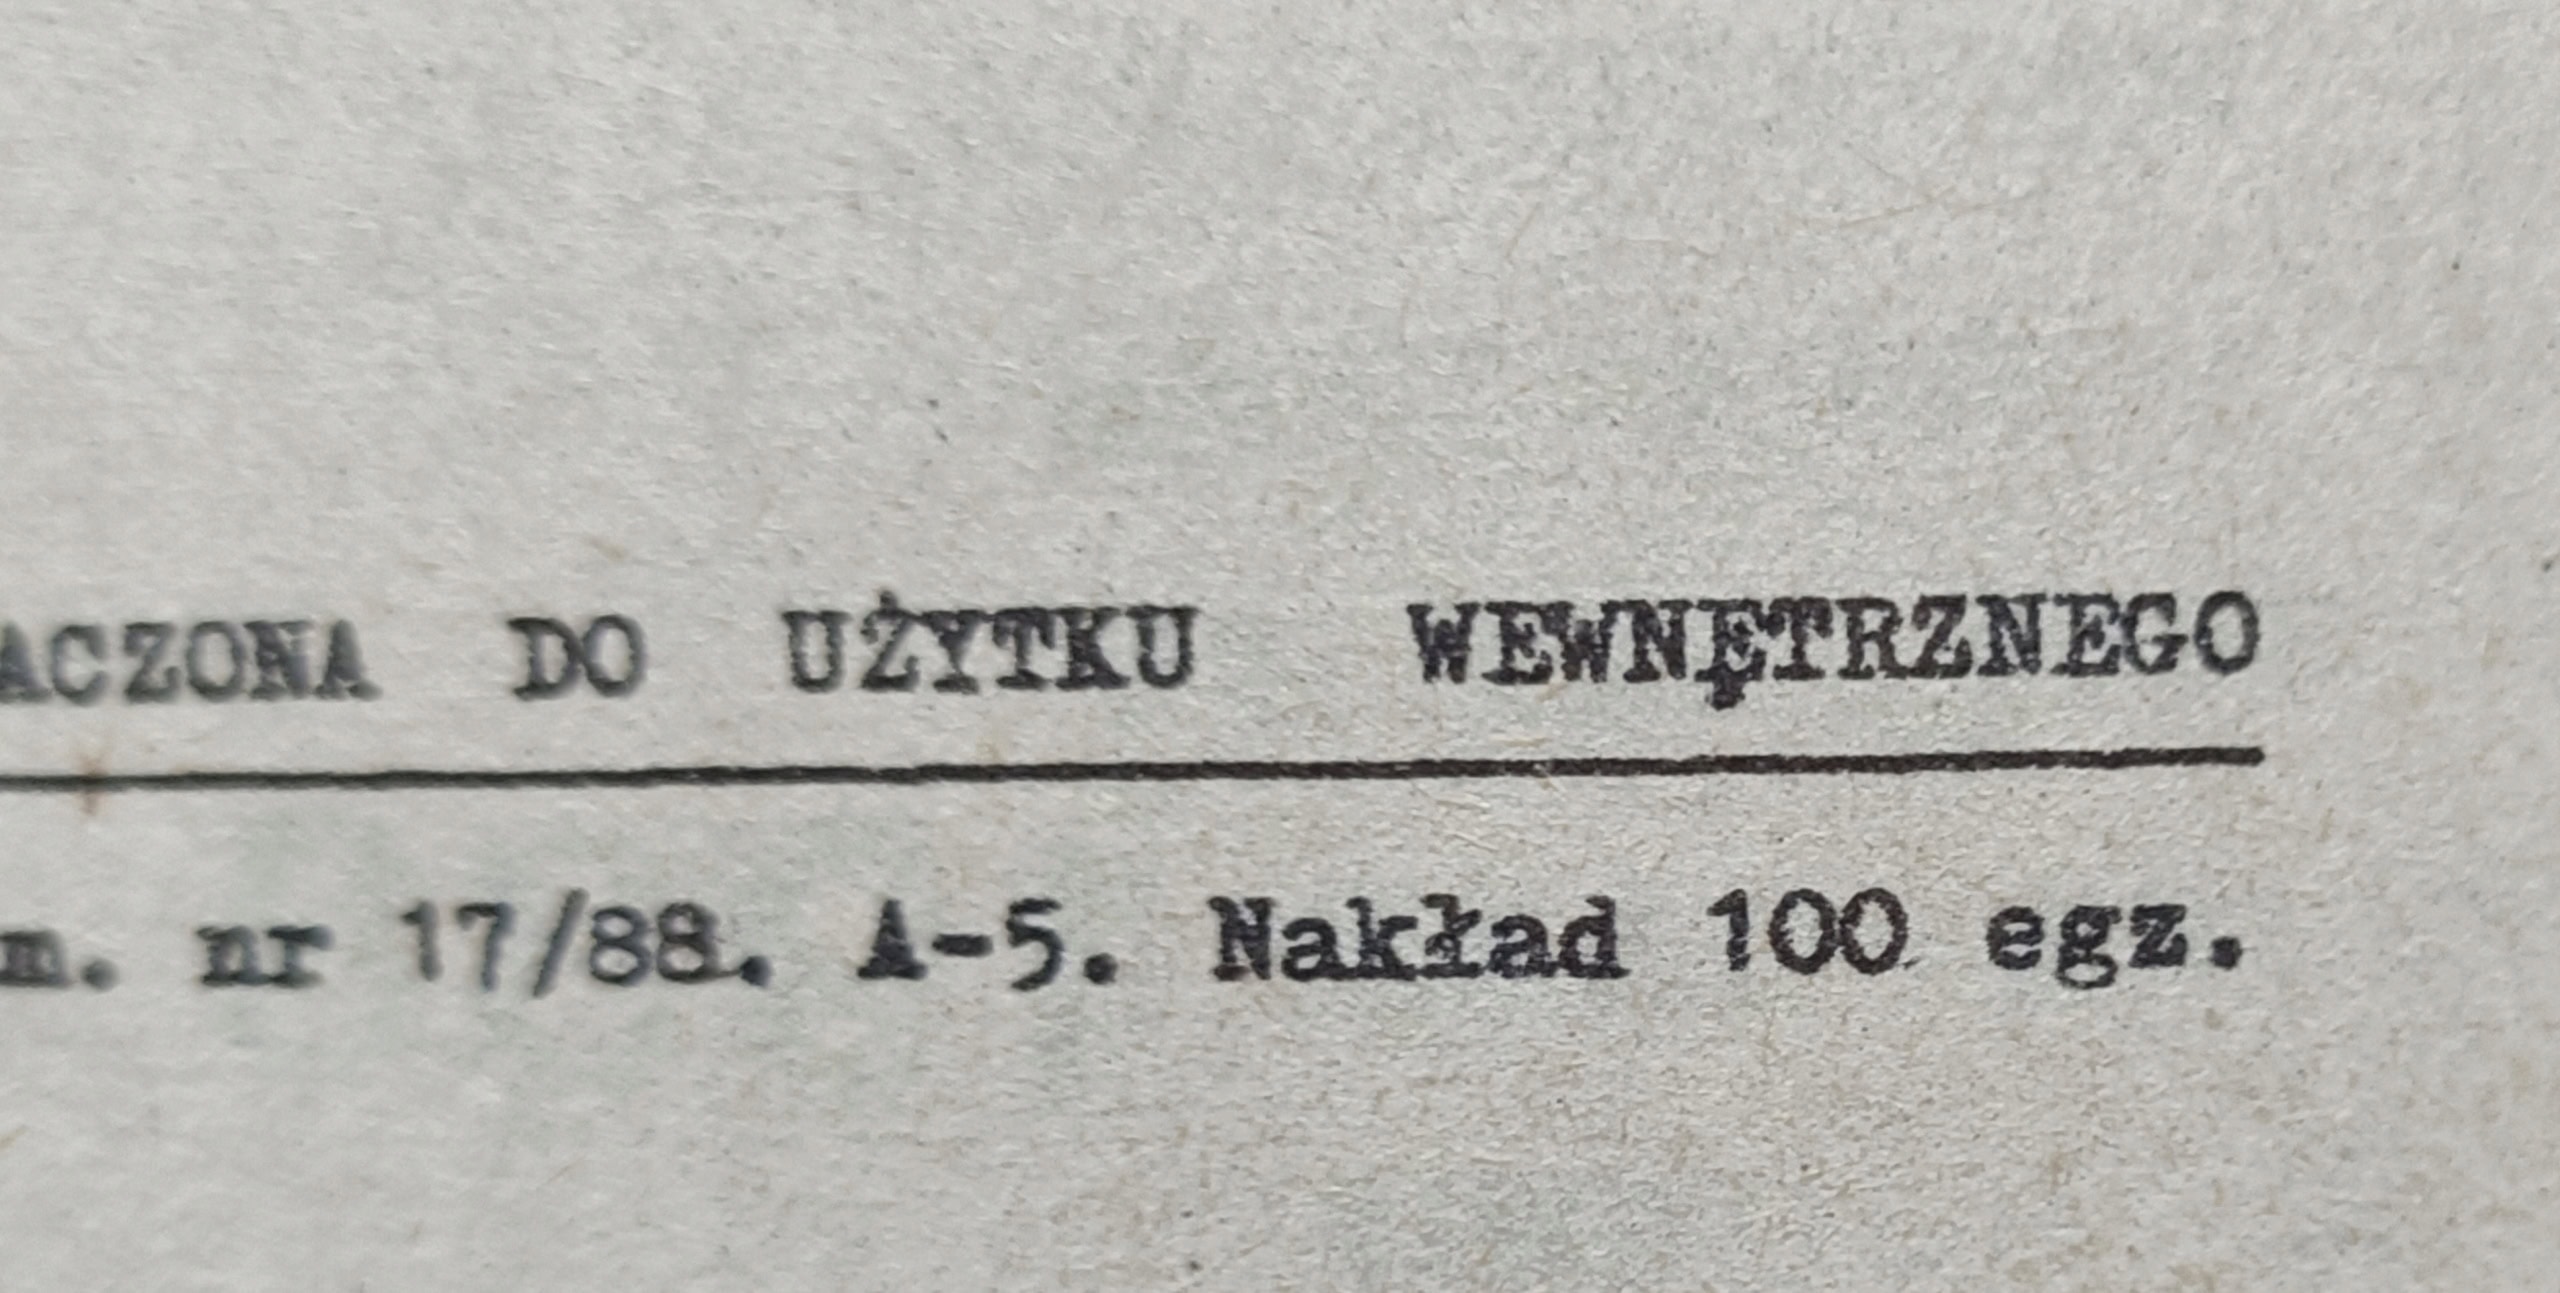 ACZONA DO UŻYTKU WEWNĘTRZNEGO
m. nr 17/88. A-5. Nakład 100 egz.